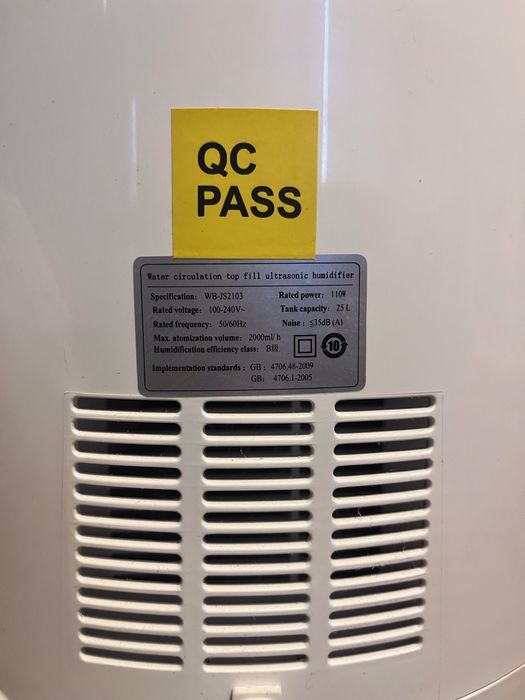 QC
PASS
Water circulation top fill ultrasonic humidifier
Specification: WB-JS2103 Rated power: 110W
Rated voltage: 100-240V~ Tank capacity: 25 L
Rated frequency: 50/60Hz Noise: ≤35dB (A)
Max. atomization volume: 2000ml/ h
Humidification efficiency class: B级
10
Implementation standards : GB : 4706.48-2009
GB: 4706.1-2005